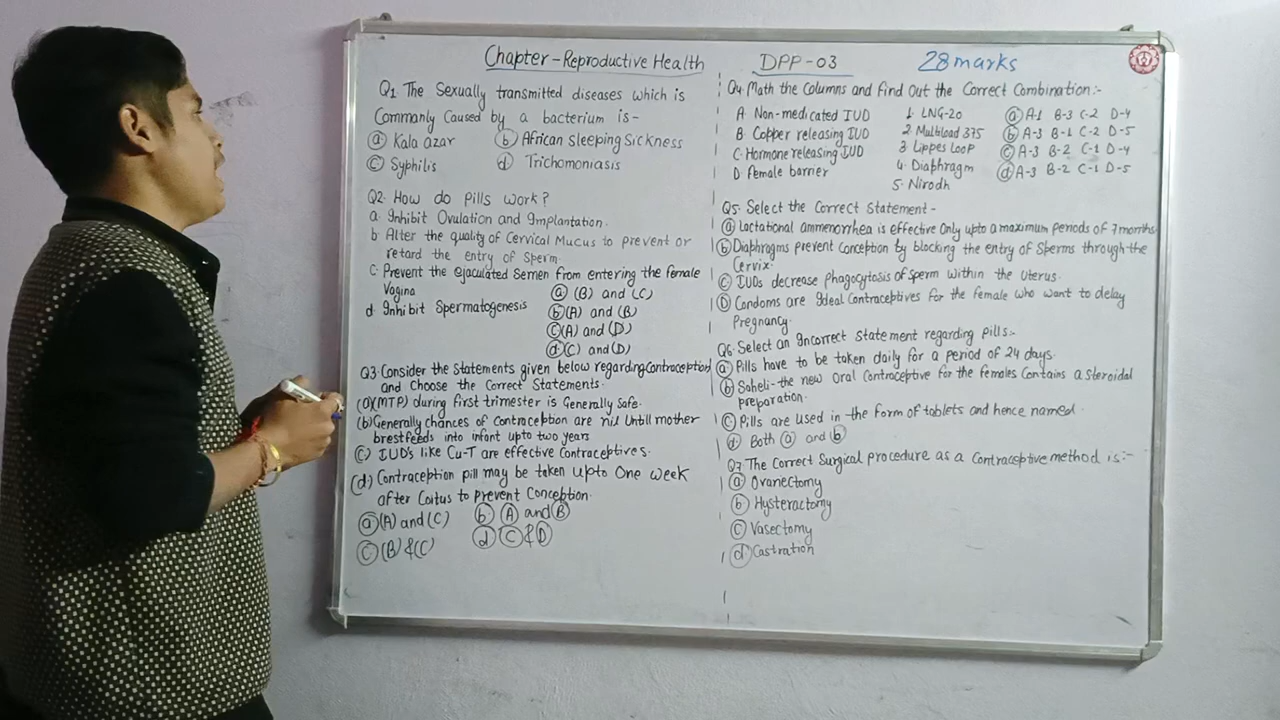 Chapter - Reproductive Health DPP-03 28 marks
Q1 The Sexually transmitted diseases which is
Commonly Caused by a bacterium is-
(a) Kala azar (b) African Sleeping Sickness
(c) Syphilis (d) Trichomoniasis
Q2. How do Pills Work?
a. Inhibit Ovulation and Implantation.
b. Alter the quality of Cervical Mucus to prevent or
retard the entry of Sperm.
C. Prevent the ejaculated Semen from entering the female
Vagina
d. Inhibit Spermatogenesis
(a) (B) and (C)
(b) (A) and (B)
(c) (A) and (D)
(d) (C) and (D)
Q3. Consider the Statements given below regarding Contraception
and Choose the Correct Statements.
(a) (MTP) during first trimester is Generally Safe.
(b) Generally chances of Contraception are nil Untill mother
brestfeeds into infant upto two years
(c) IUD's like Cu-T are effective Contraceptives.
(d.) Contraception pill may be taken Upto One Week
after Coitus to prevent Conception.
(a) (A) and (C) (b) (A) and (B)
(c) (B) & (C) (d) (C) & (D)
Q4. Math the Columns and find Out the Correct Combination:-
A. Non-medicated IUD 1. LNG-20 (a) A-1 B-3 C-2 D-4
B. Copper releasing IUD 2. Multiload 375 (b) A-3 B-1 C-2 D-5
C. Hormone releasing IUD 3. Lippes Loop (c) A-3 B-2 C-1 D-4
D. Female barrier 4. Diaphragm (d) A-3 B-2 C-1 D-5
5. Nirodh
Q5. Select the Correct Statement -
(a) Lactational ammenorrhea is effective Only upto a maximum periods of 7 months
(b) Diaphragms prevent Conception by blocking the entry of Sperms through the
Cervix.
(c) IUDs decrease phagocytosis of sperm within the Uterus.
(D) Condoms are Ideal Contraceptives for the female who want to delay
Pregnancy.
Q6. Select an Incorrect Statement regarding pills:-
(a) Pills have to be taken daily for a period of 24 days.
(b) Saheli-the new Oral Contraceptive for the females Contains a Steroidal
preparation.
(c) Pills are Used in the form of tablets and hence named.
(d) Both (a) and (b)
Q7. The Correct Surgical procedure as a Contraceptive method is:-
(a) Ovanectomy
(b) Hysteractomy
(c) Vasectomy
(d) Castration